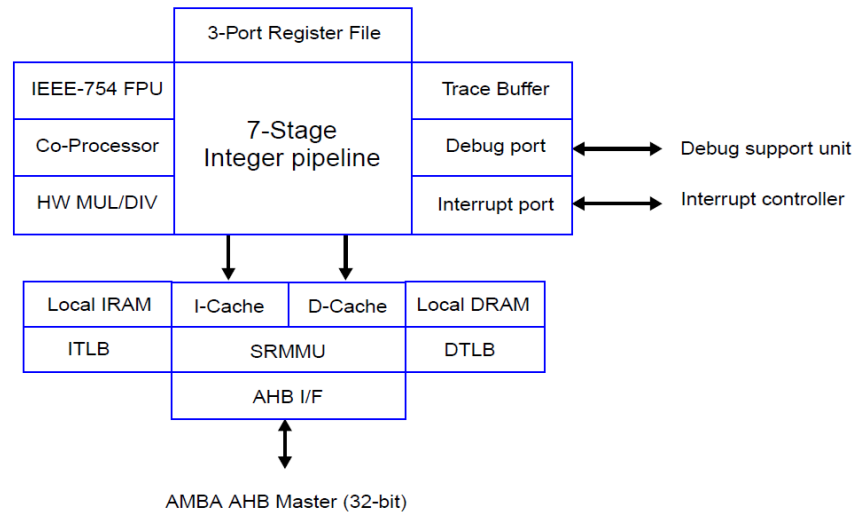 3-Port Register File
IEEE-754 FPU
Trace Buffer
7-Stage
Integer pipeline
Co-Processor
Debug port
Debug support unit
HW MUL/DIV
Interrupt port
Interrupt controller
Local IRAM
I-Cache
D-Cache
Local DRAM
ITLB
SRMMU
DTLB
AHB I/F
AMBA AHB Master (32-bit)